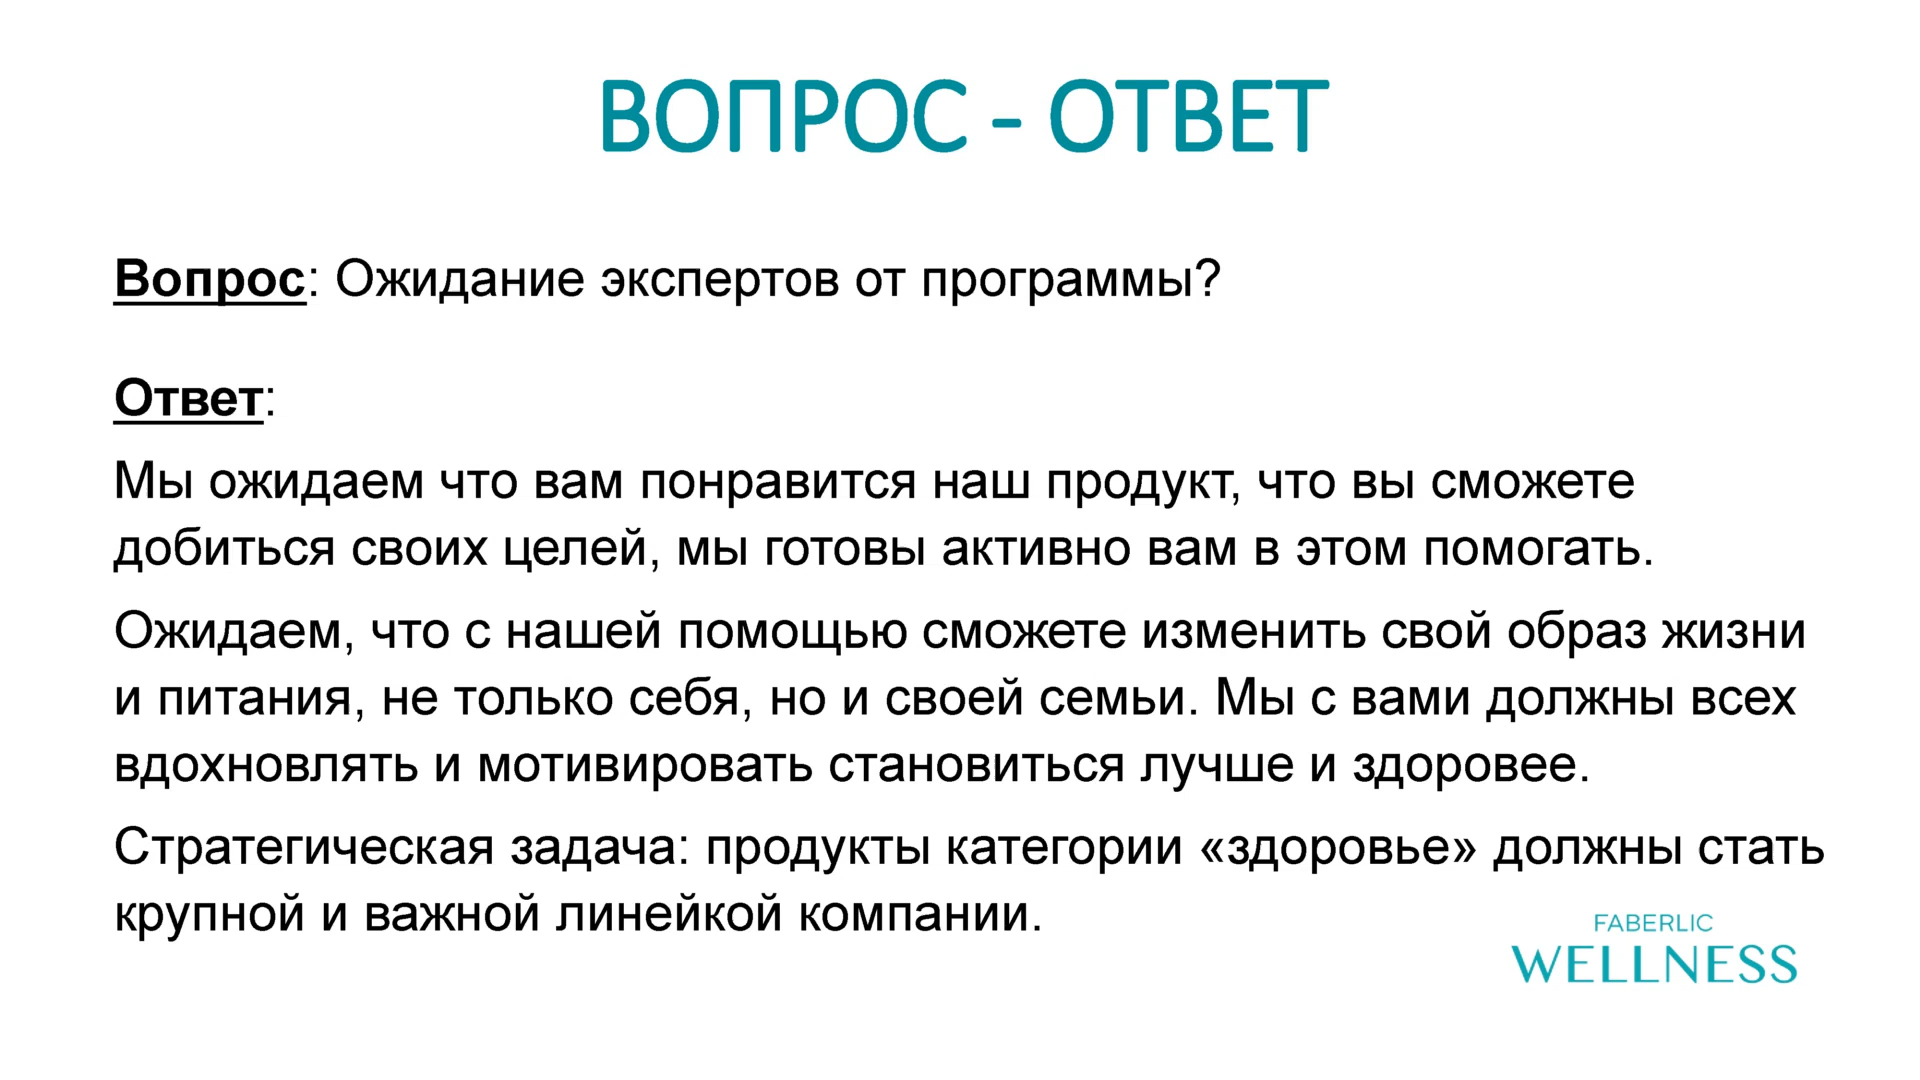 ВОПРОС - ОТВЕТ
Вопрос: Ожидание экспертов от программы?
Ответ:
Мы ожидаем что вам понравится наш продукт, что вы сможете
добиться своих целей, мы готовы активно вам в этом помогать.
Ожидаем, что с нашей помощью сможете изменить свой образ жизни
и питания, не только себя, но и своей семьи. Мы с вами должны всех
вдохновлять и мотивировать становиться лучше и здоровее.
Стратегическая задача: продукты категории «здоровье» должны стать
крупной и важной линейкой компании.
FABERLIC
WELLNESS